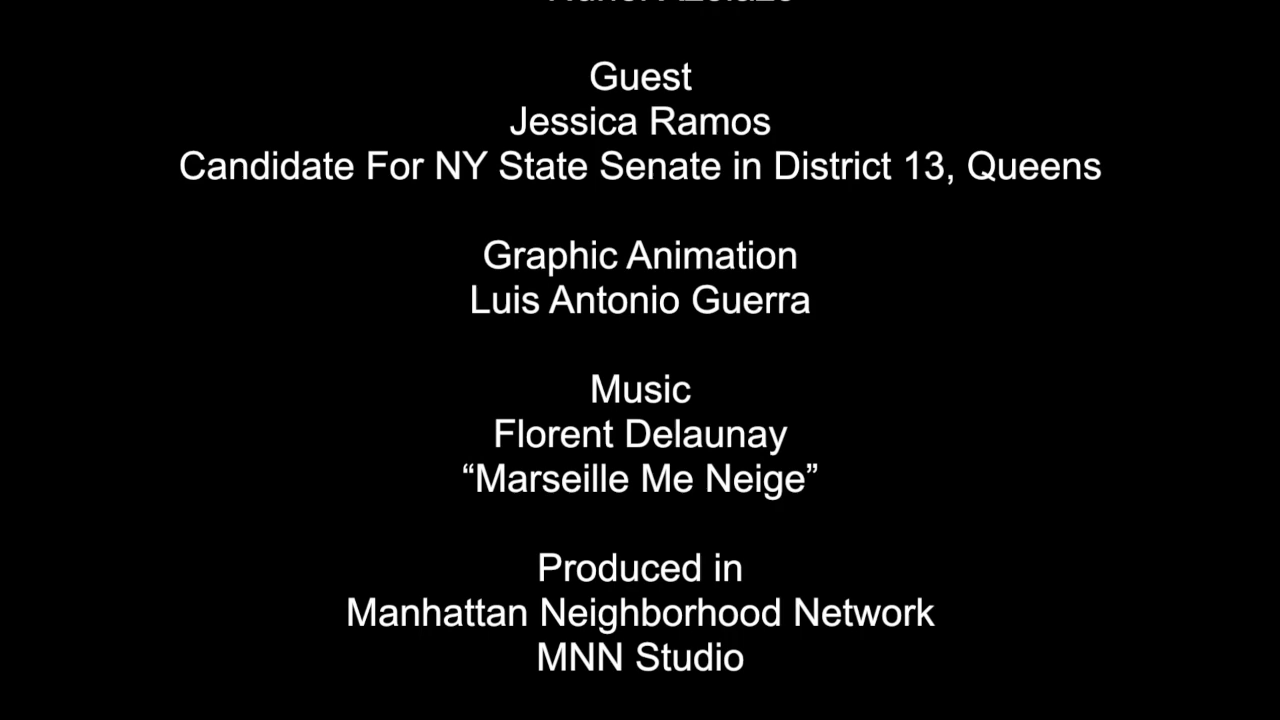 Guest
Jessica Ramos
Candidate For NY State Senate in District 13, Queens
Graphic Animation
Luis Antonio Guerra
Music
Florent Delaunay
“Marseille Me Neige”
Produced in
Manhattan Neighborhood Network
MNN Studio